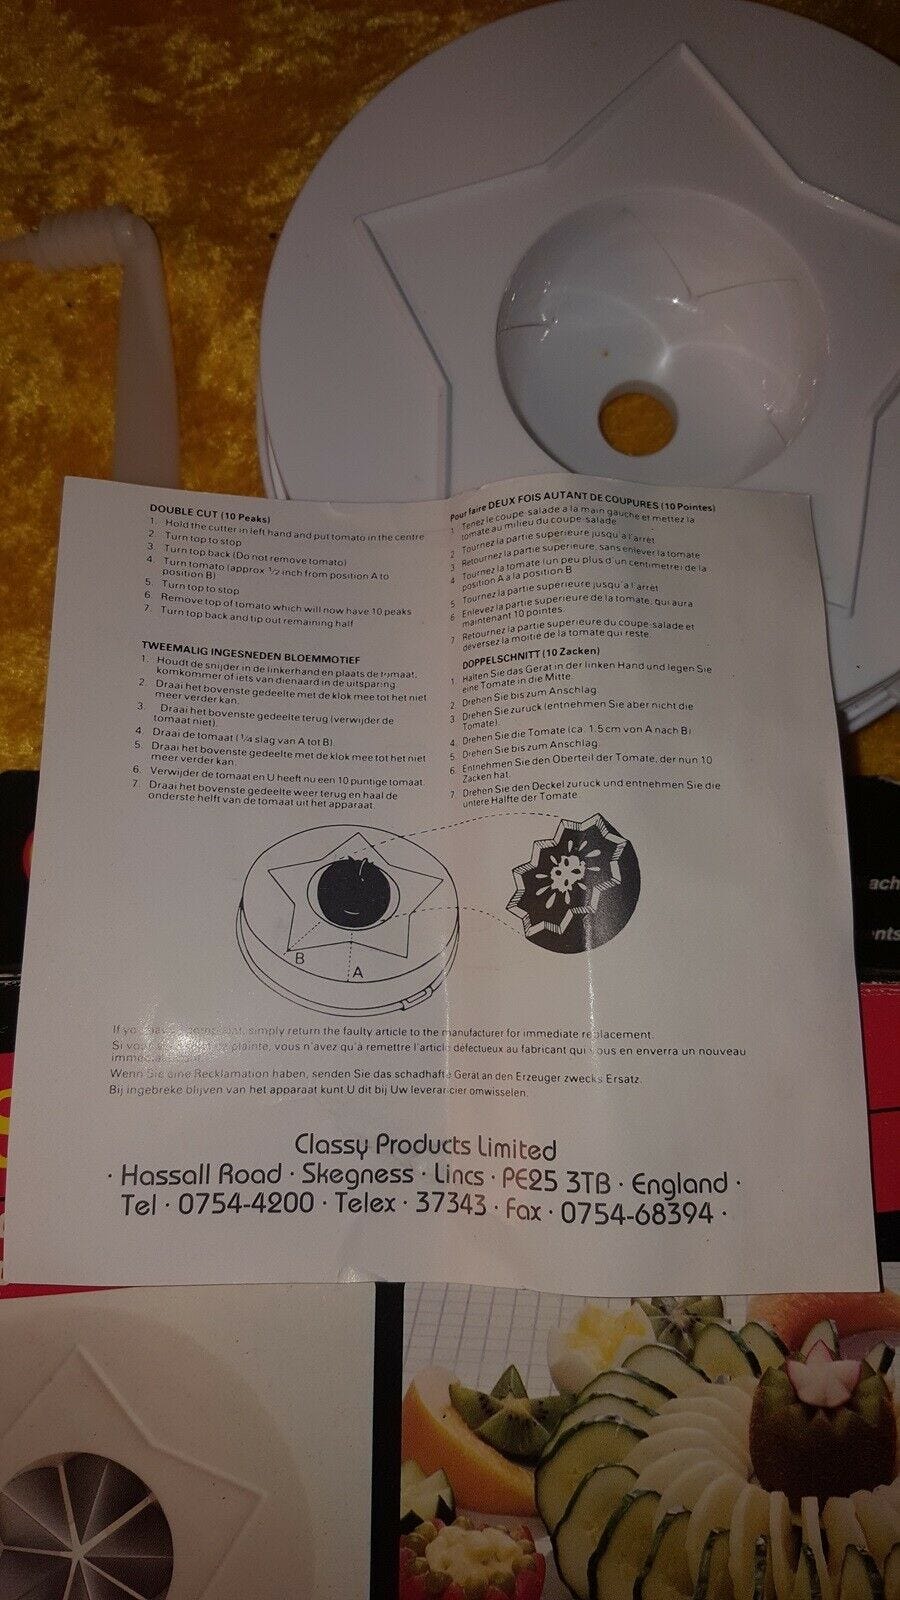 DOUBLE CUT (10 Peaks)
1. Hold the cutter in left hand and put tomato in the centre
2. Turn top to stop
3. Turn top back (Do not remove tomato)
4. Turn tomato (approx ½ inch from position A to
position B)
5. Turn top to stop
6 Remove top of tomato which will now have 10 peaks
7. Turn top back and tip out remaining half
TWEEMALIG INGESNEDEN BLOEMMOTIEF
1. Houdt de snijder in de linkerhand en plaats de tomaat.
komkommer of iets van dienaard in de uitsparing
2. Draai het bovenste gedeelte met de klok mee tot het niet
meer verder kan.
3. Draai het bovenste gedeelte terug (verwijder de
tomaat niet).
4. Draai de tomaat (¼ slag van A tot B)
5. Draai het bovenste gedeelte met de klok mee tot het niet
meer verder kan.
6. Verwijder de tomaat en U heeft nu een 10 puntige tomaat.
7. Draai het bovenste gedeelte weer terug en haal de
onderste helft van de tomaat uit het apparaat.
Pour faire DEUX FOIS AUTANT DE COUPURES (10 Pointes)
1 Tenez le coupe-salade a la main gauche et mettez la
tomate au milieu du coupe-salade
2 Tournez la partie superieure jusqu'a l'arrêt
3 Retournez la partie superieure, sans enlever la tomate
4 Tournez la tomate (un peu plus d'un centimetre) de la
position A a la position B
5 Tournez la partie superieure jusqu'a l'arrêt
6 Enlevez la partie superieure de la tomate, qui aura
maintenant 10 pointes.
7 Retournez la partie superieure du coupe-salade et
deversez la moitié de la tomate qui reste.
DOPPELSCHNITT (10 Zacken)
1. Halten Sie das Gerat in der linken Hand und legen Sie
eine Tomate in die Mitte.
2. Drehen Sie bis zum Anschlag
3 Drehen Sie zuruck (entnehmen Sie aber nicht die
Tomate).
4. Drehen Sie die Tomate (ca. 1.5 cm von A nach B)
5. Drehen Sie bis zum Anschlag.
6. Entnehmen Sie den Oberteil der Tomate, der nun 10
Zacken hat.
7 Drehen Sie den Deckel zuruck und entnehmen Sie die
untere Halfte der Tomate
B
A
If you have complaint, simply return the faulty article to the manufacturer for immediate replacement.
Si vous plainte, vous n'avez qu'à remettre l'article défectueux au fabricant qui vous en enverra un nouveau
Wenn Sie eine Recklamation haben, senden Sie das schadhafte Gerät an den Erzeuger zwecks Ersatz.
Bij ingebreke blijven van het apparaat kunt U dit bij Uw leverancier omwisselen.
Classy Products Limited
· Hassall Road · Skegness · Lincs · PE25 3TB · England ·
Tel · 0754-4200 · Telex · 37343 · Fax · 0754-68394 ·